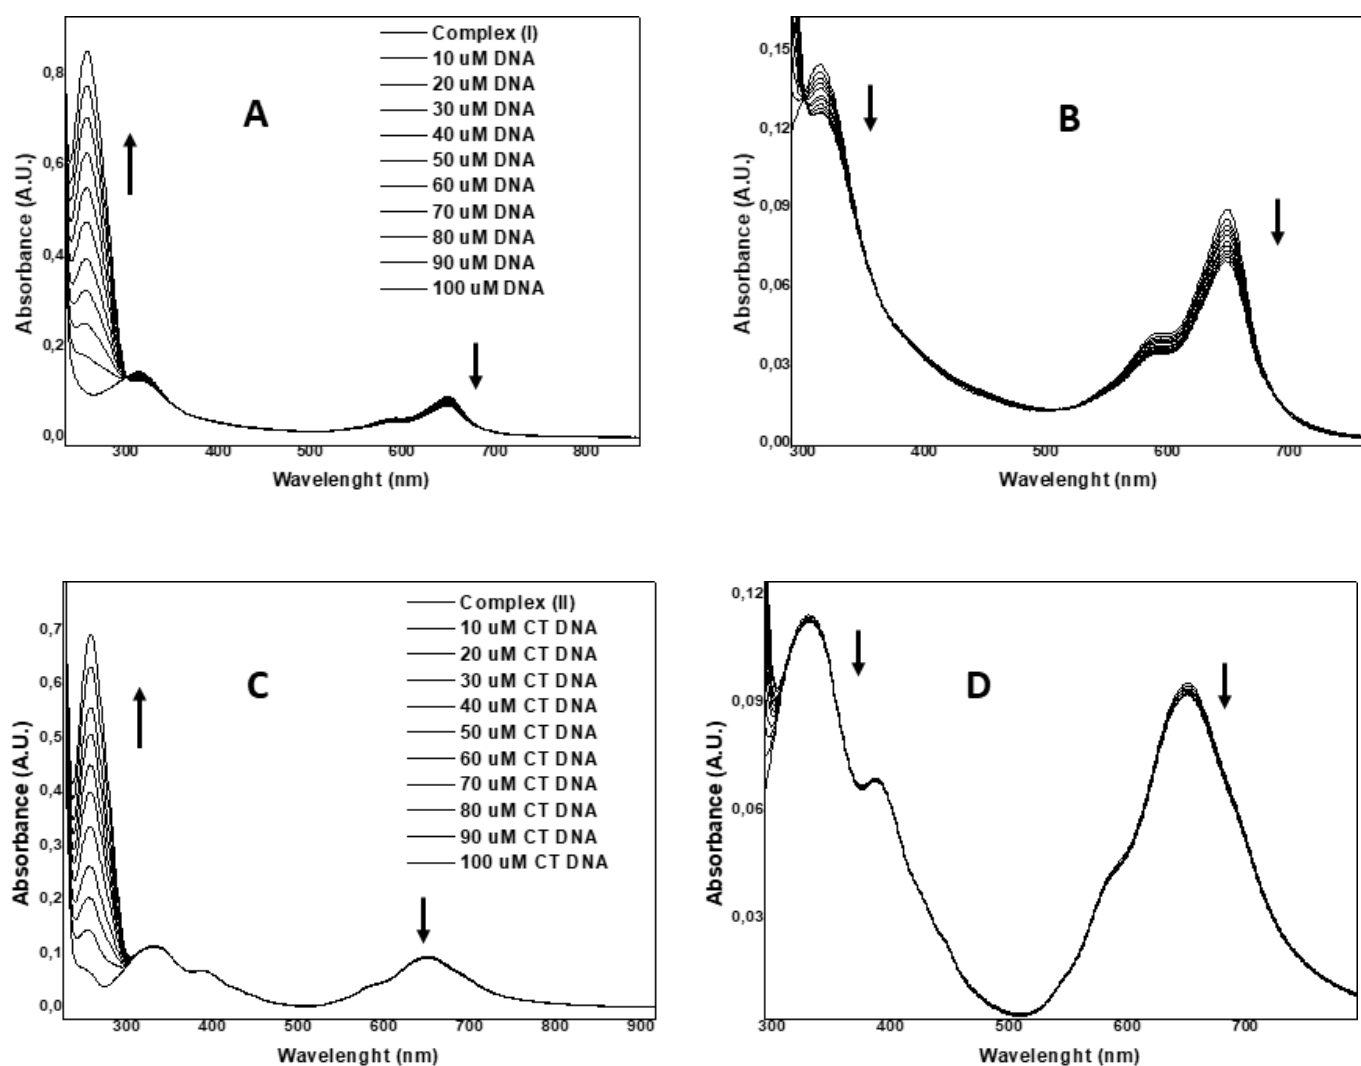 A
Complex (I)
10 uM DNA
20 uM DNA
30 uM DNA
40 uM DNA
50 uM DNA
60 uM DNA
70 uM DNA
80 uM DNA
90 uM DNA
100 uM DNA
0,8
0,6
0,4
0,2
0,0
Absorbance (A.U.)
300 400 500 600 700 800
Wavelenght (nm)
B
0,15
0,12
0,09
0,06
0,03
0,00
Absorbance (A.U.)
300 400 500 600 700
Wavelenght (nm)
C
Complex (II)
10 uM CT DNA
20 uM CT DNA
30 uM CT DNA
40 uM CT DNA
50 uM CT DNA
60 uM CT DNA
70 uM CT DNA
80 uM CT DNA
90 uM CT DNA
100 uM CT DNA
0,7
0,6
0,5
0,4
0,3
0,2
0,1
0,0
Absorbance (A.U.)
300 400 500 600 700 800 900
Wavelenght (nm)
D
0,12
0,09
0,06
0,03
Absorbance (A.U.)
300 400 500 600 700
Wavelenght (nm)